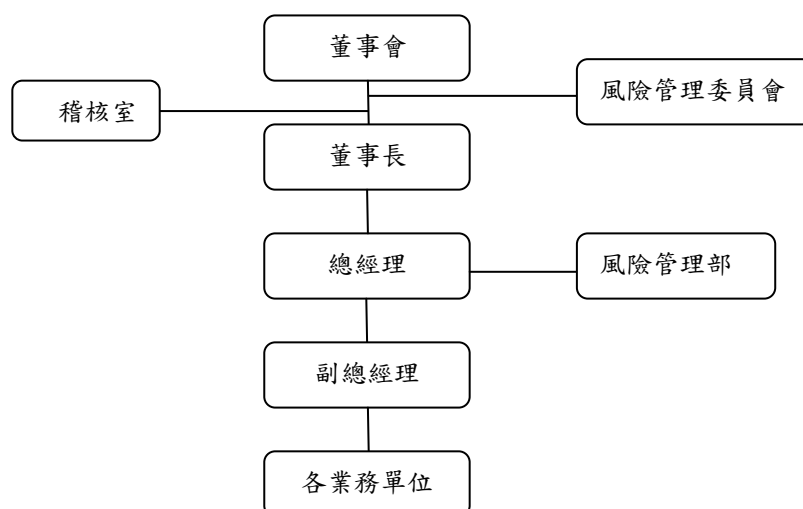 董事會
風險管理委員會
稽核室
董事長
總經理
風險管理部
副總經理
各業務單位